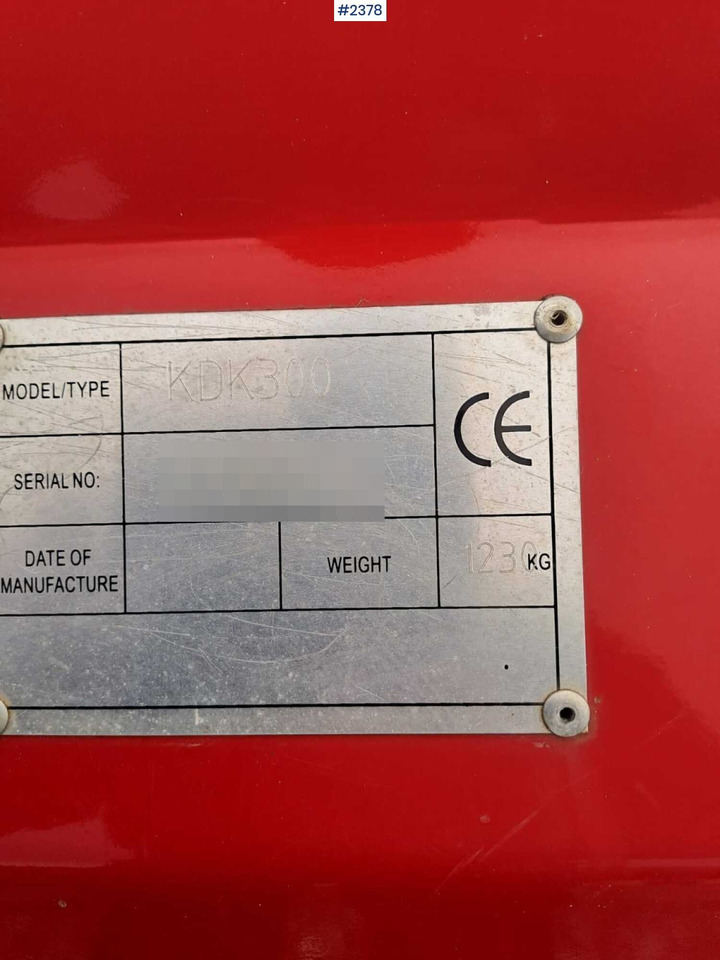 #2378
MODEL/TYPE KDK300
CE
SERIAL NO:
DATE OF MANUFACTURE
WEIGHT 1230 KG